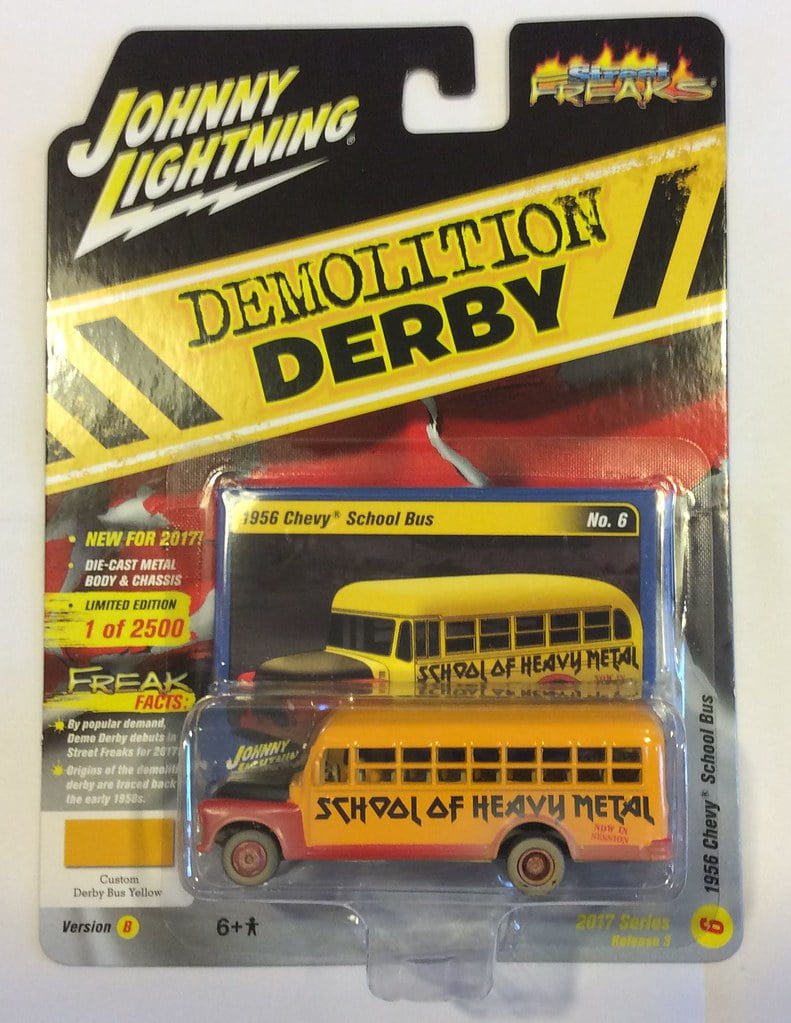 JOHNNY
LIGHTNING®
Street
FREAKS®
DEMOLITION
DERBY
1956 Chevy® School Bus
No. 6
SCHOOL OF HEAVY METAL
NOW IN
• NEW FOR 2017!
• DIE-CAST METAL
BODY & CHASSIS
• LIMITED EDITION
1 of 2500
FREAK
FACTS:
By popular demand,
Demo Derby debuts in
Street Freaks for 2017!
Origins of the demoliti
derby are traced back
the early 1950s.
JOHNNY
LIGHTNING
SCHOOL OF HEAVY METAL
NOW IN
SESSION
Custom
Derby Bus Yellow
Version B
6+
2017 Series
Release 3
1956 Chevy® School Bus
6